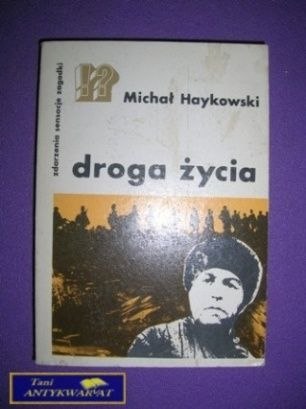 !?
zdarzenia sensacje zagadki
Michał Haykowski
droga życia
Tani
ANTYKWARIAT